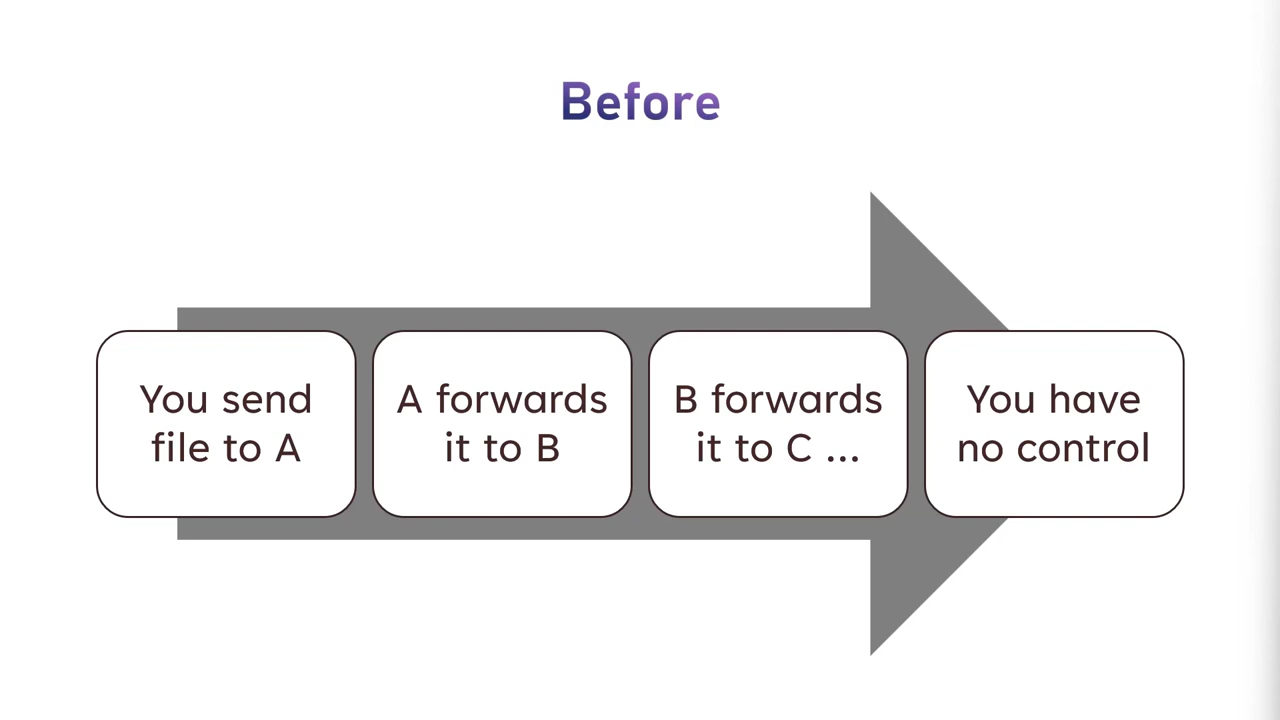 Before
You send
file to A
A forwards
it to B
B forwards
it to C ...
You have
no control